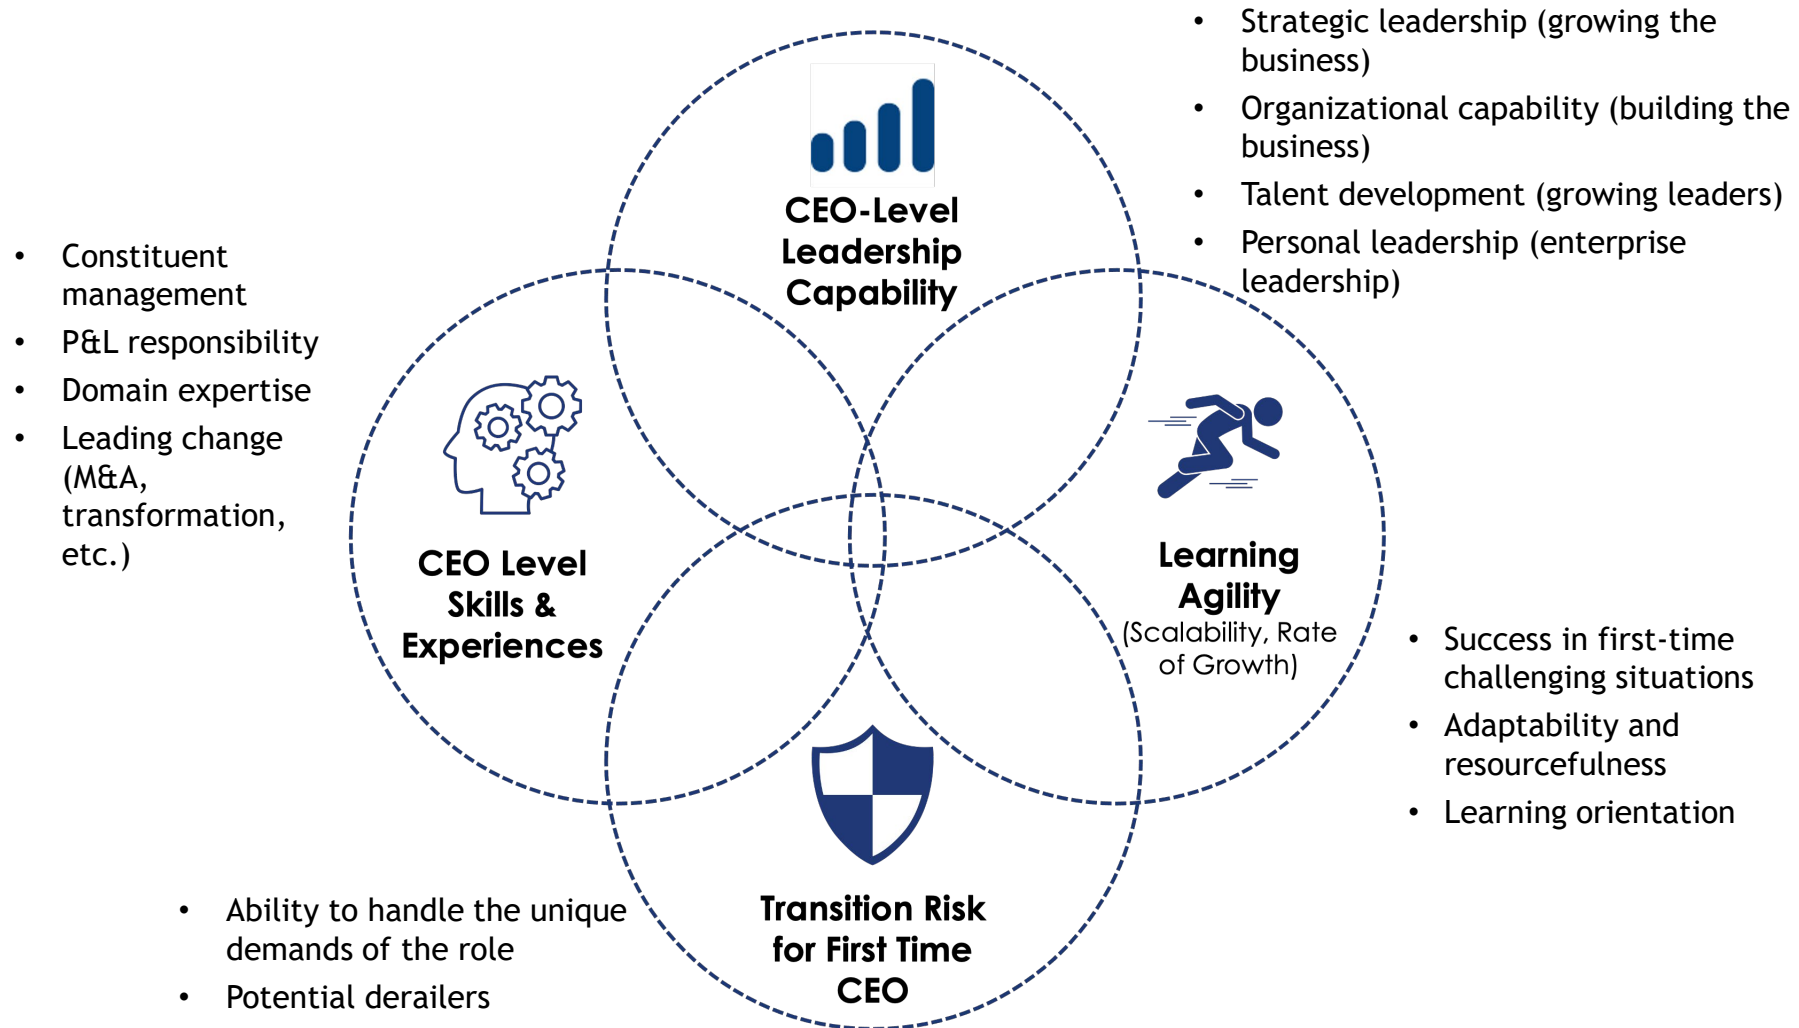 • Strategic leadership (growing the
business)
• Organizational capability (building the
business)
• Talent development (growing leaders)
• Personal leadership (enterprise
leadership)
CEO-Level
Leadership
Capability
• Constituent
management
• P&L responsibility
• Domain expertise
• Leading change
(M&A,
transformation,
etc.)
CEO Level
Skills &
Experiences
Learning
Agility
(Scalability, Rate
of Growth)
• Success in first-time
challenging situations
• Adaptability and
resourcefulness
• Learning orientation
Transition Risk
for First Time
CEO
• Ability to handle the unique
demands of the role
• Potential derailers